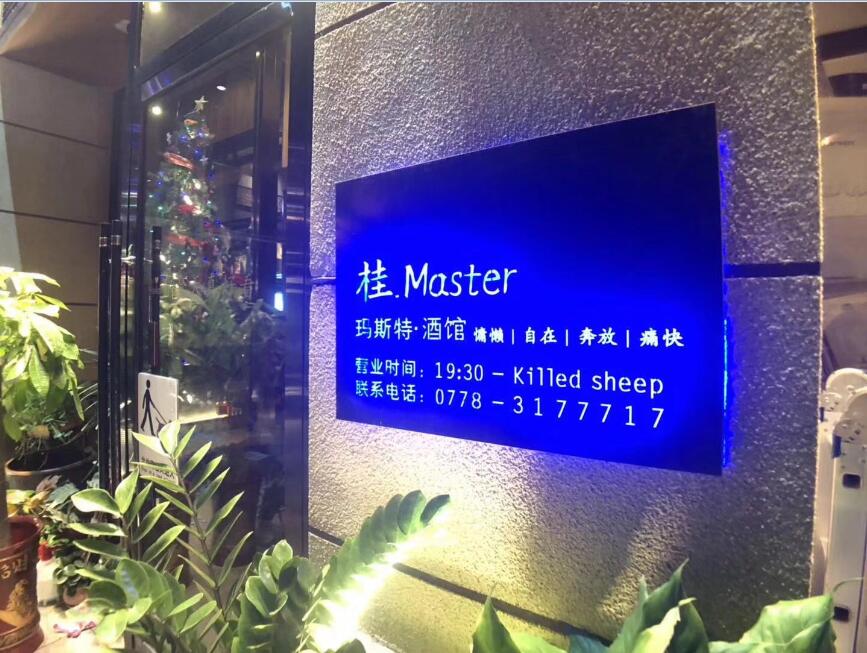 桂.Master
玛斯特·酒馆 慵懒 | 自在 | 奔放 | 痛快
营业时间：19:30 — Killed sheep
联系电话：0778 — 3177717